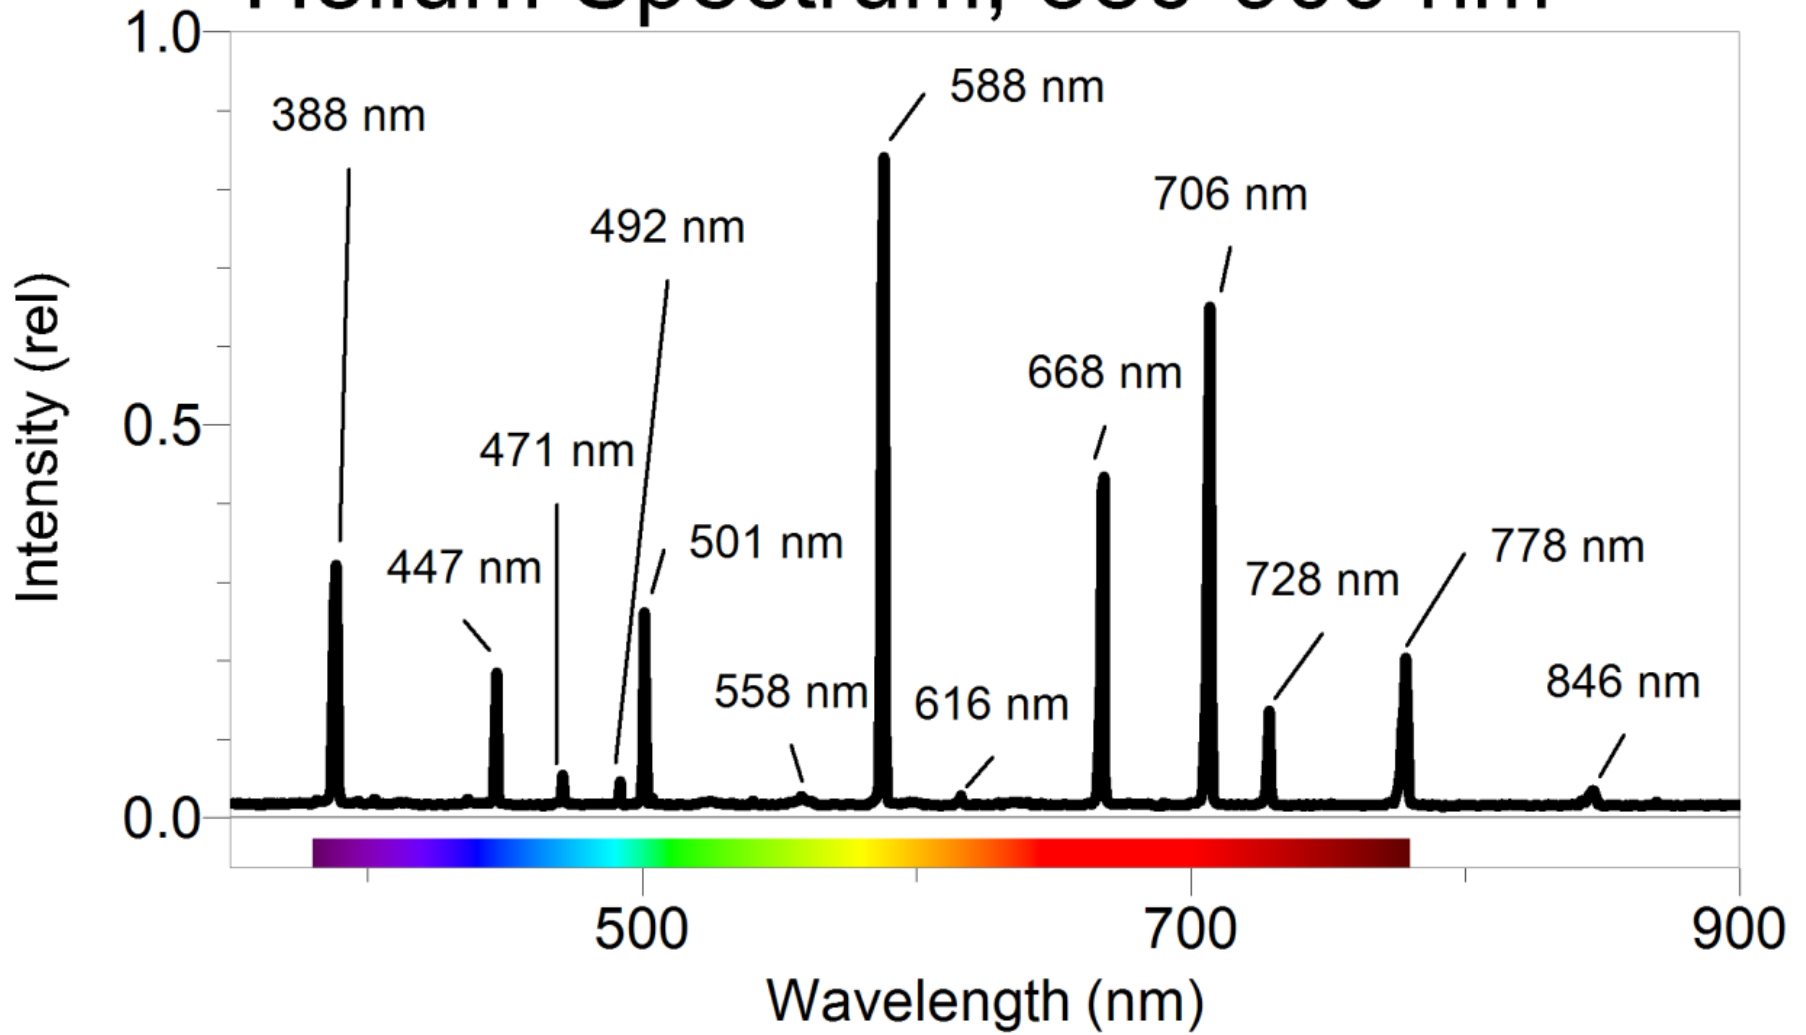 Helium Spectrum,
1.0
588 nm
388 nm
706 nm
492 nm
668 nm
0.5
471 nm
501 nm
778 nm
447 nm
728 nm
846 nm
558 nm
616 nm
0.0
500
700
900
Wavelength (nm)
Intensity (rel)